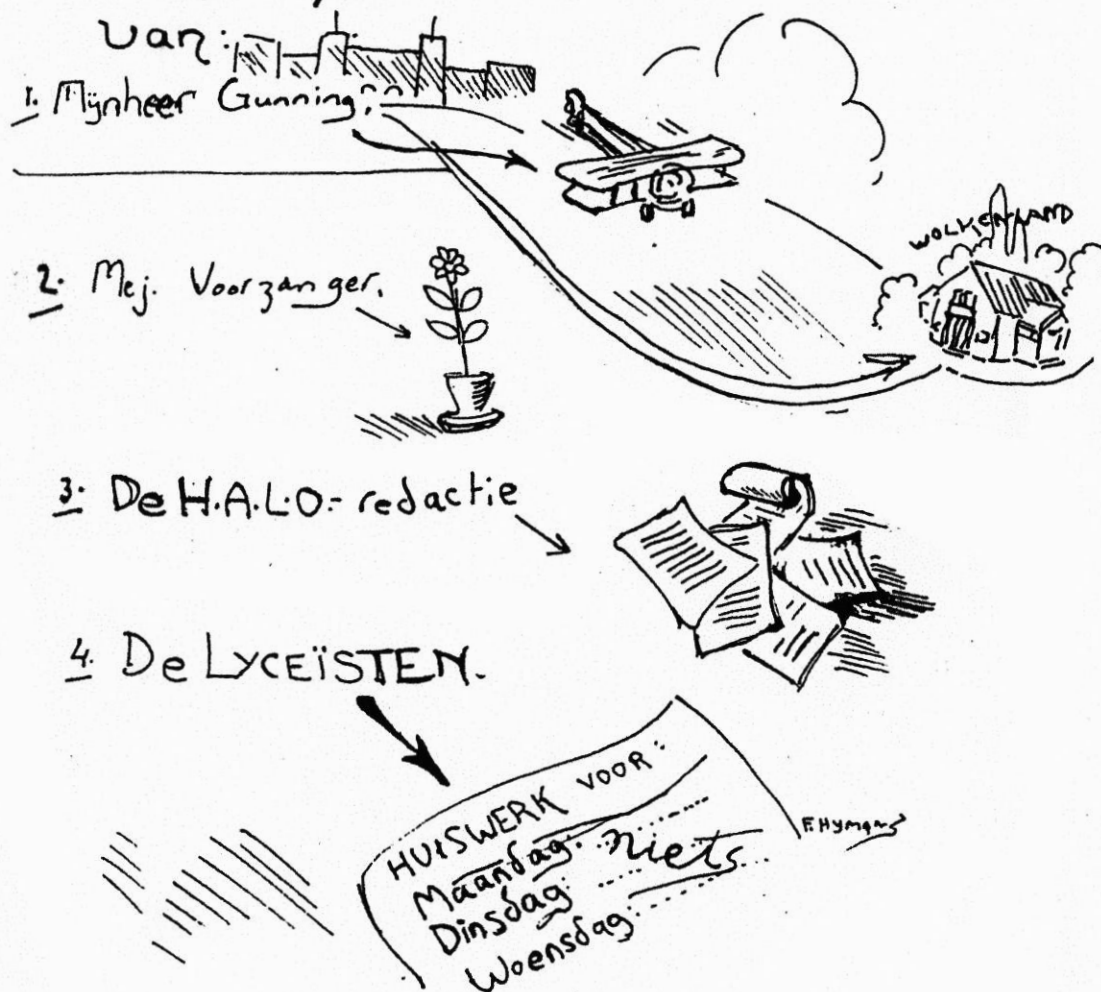 van:
1. Mijnheer Gunning:
WOLKENLAND
2. Mej. Voorzanger.
3. De H.A.L.O.-redactie
4. De LYCEÏSTEN.
HUISWERK VOOR:
Maandag
Dinsdag niets
Woensdag
F. Hymans